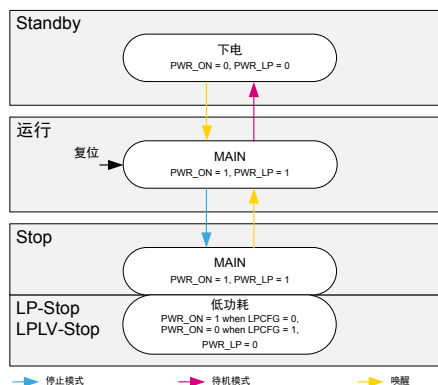 Standby
下电
PWR_ON = 0, PWR_LP = 0
运行
复位
MAIN
PWR_ON = 1, PWR_LP = 1
Stop
MAIN
PWR_ON = 1, PWR_LP = 1
LP-Stop
LPLV-Stop
低功耗
PWR_ON = 1 when LPCFG = 0,
PWR_ON = 0 when LPCFG = 1,
PWR_LP = 0
停止模式 待机模式 唤醒